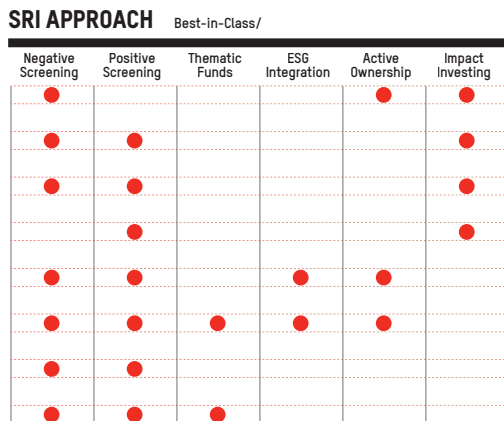 SRI APPROACH Best-in-Class/
Negative Screening
Positive Screening
Thematic Funds
ESG Integration
Active Ownership
Impact Investing